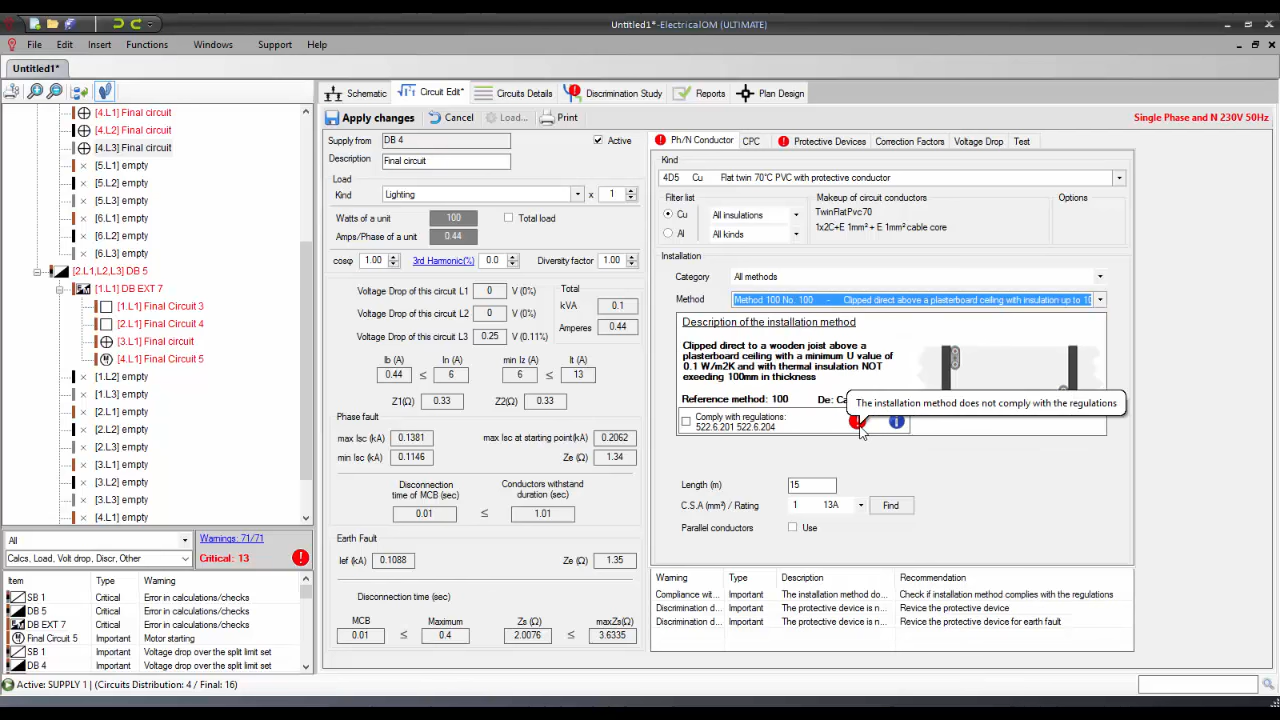 Untitled1*-ElectricalOM (ULTIMATE)
File Edit Insert Functions Windows Support Help
Untitled1*
[4.L1] Final circuit
[4.L2] Final circuit
[4.L3] Final circuit
[5.L1] empty
[5.L2] empty
[5.L3] empty
[6.L1] empty
[6.L2] empty
[6.L3] empty
[2.L1,L2,L3] DB 5
[1.L1] DB EXT 7
[1.L1] Final Circuit 3
[2.L1] Final Circuit 4
[3.L1] Final circuit
[4.L1] Final Circuit 5
[1.L2] empty
[1.L3] empty
[2.L1] empty
[2.L2] empty
[2.L3] empty
[3.L1] empty
[3.L2] empty
[3.L3] empty
[4.L1] empty
All
Warnings: 71/71
Calcs, Load, Volt drop, Discr, Other
Critical: 13
Item Type Warning
SB 1 Critical Error in calculations/checks
DB 5 Critical Error in calculations/checks
DB EXT 7 Critical Error in calculations/checks
Final Circuit 5 Important Motor starting
SB 1 Important Voltage drop over the split limit set
DB 4 Important Voltage drop over the split limit set
Schematic Circuit Edit* Circuits Details Discrimination Study Reports Plan Design
Apply changes Cancel Load... Print
Single Phase and N 230V 50Hz
Supply from DB 4 Active
Description Final circuit
Load
Kind Lighting x 1
Watts of a unit 100 Total load
Amps/Phase of a unit 0.44
cosφ 1.00 3rd Harmonic(%) 0.0 Diversity factor 1.00
Voltage Drop of this circuit L1 0 V (0%)
Voltage Drop of this circuit L2 0 V (0%)
Voltage Drop of this circuit L3 0.25 V (0.11%)
Total
kVA 0.1
Amperes 0.44
Ib (A) In (A) min Iz (A) It (A)
0.44 ≤ 6 6 ≤ 13
Z1(Ω) 0.33 Z2(Ω) 0.33
Phase fault
max Isc (kA) 0.1381 max Isc at starting point(kA) 0.2062
min Isc (kA) 0.1146 Ze (Ω) 1.34
Disconnection time of MCB (sec) Conductors withstand duration (sec)
0.01 ≤ 1.01
Earth Fault
Ief (kA) 0.1088 Ze (Ω) 1.35
Disconnection time (sec)
MCB Maximum Zs (Ω) maxZs(Ω)
0.01 ≤ 0.4 2.0076 ≤ 3.6335
Ph/N Conductor CPC Protective Devices Correction Factors Voltage Drop Test
Kind
4D5 Cu Flat twin 70°C PVC with protective conductor
Filter list Makeup of circuit conductors Options
Cu All insulations TwinFlatPvc70
Al All kinds 1x2C+E 1mm² + E 1mm² cable core
Installation
Category All methods
Method Method 100 No. 100 - Clipped direct above a plasterboard ceiling with insulation up to 10
Description of the installation method
Clipped direct to a wooden joist above a
plasterboard ceiling with a minimum U value of
0.1 W/m2K and with thermal insulation NOT
exeeding 100mm in thickness
Reference method: 100 De: Ca
The installation method does not comply with the regulations
Comply with regulations:
522.6.201 522.6.204
Length (m) 15
C.S.A (mm²) / Rating 1 13A Find
Parallel conductors Use
Warning Type Description Recommendation
Compliance wit... Important The installation method do... Check if installation method complies with the regulations
Discrimination d... Important The protective device is n... Revice the protective device
Discrimination d... Important The protective device is n... Revice the protective device for earth fault
Active: SUPPLY 1 | (Circuits Distribution: 4 / Final: 16)